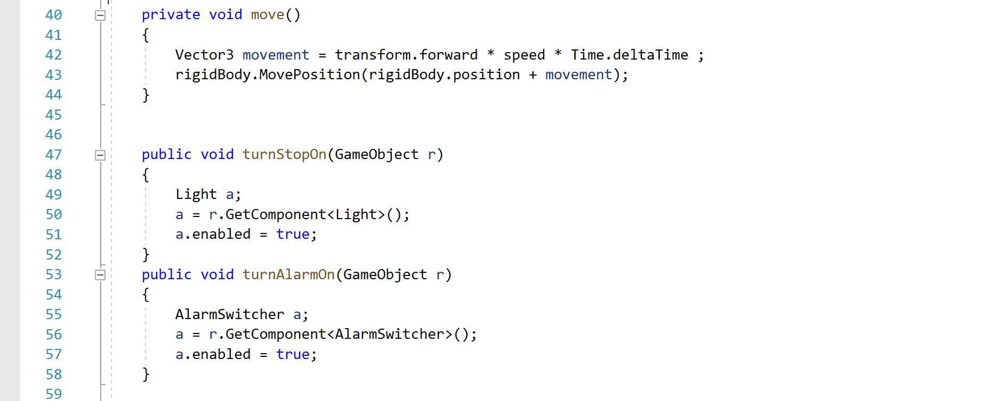 40 private void move()
41 {
42 Vector3 movement = transform.forward * speed * Time.deltaTime ;
43 rigidBody.MovePosition(rigidBody.position + movement);
44 }
45
46
47 public void turnStopOn(GameObject r)
48 {
49 Light a;
50 a = r.GetComponent<Light>();
51 a.enabled = true;
52 }
53 public void turnAlarmOn(GameObject r)
54 {
55 AlarmSwitcher a;
56 a = r.GetComponent<AlarmSwitcher>();
57 a.enabled = true;
58 }
59